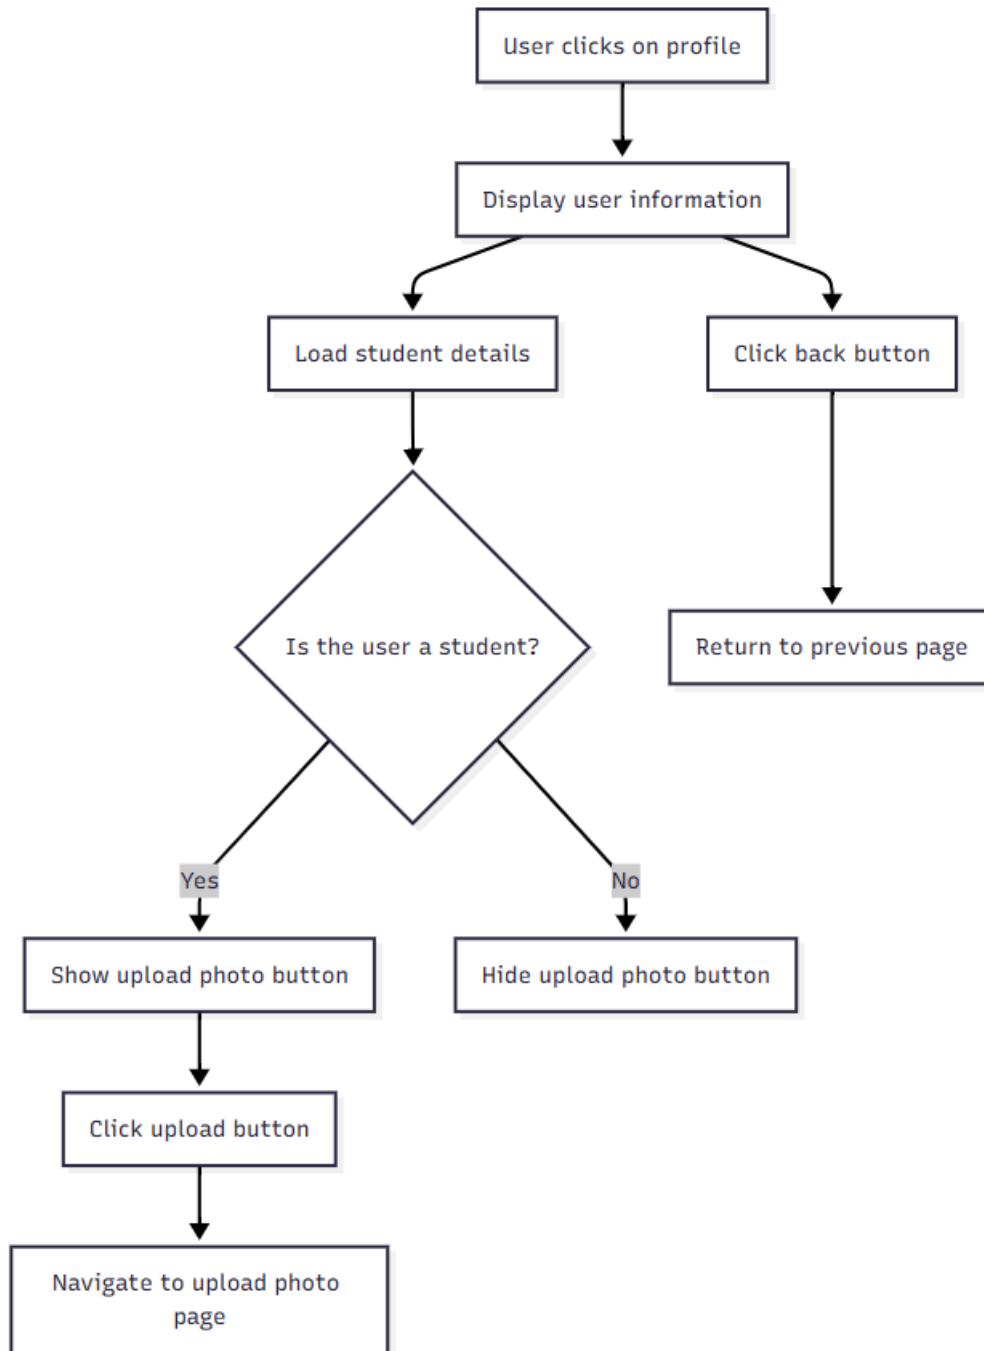 User clicks on profile
Display user information
Load student details
Click back button
Is the user a student?
Return to previous page
Yes
No
Show upload photo button
Hide upload photo button
Click upload button
Navigate to upload photo
page